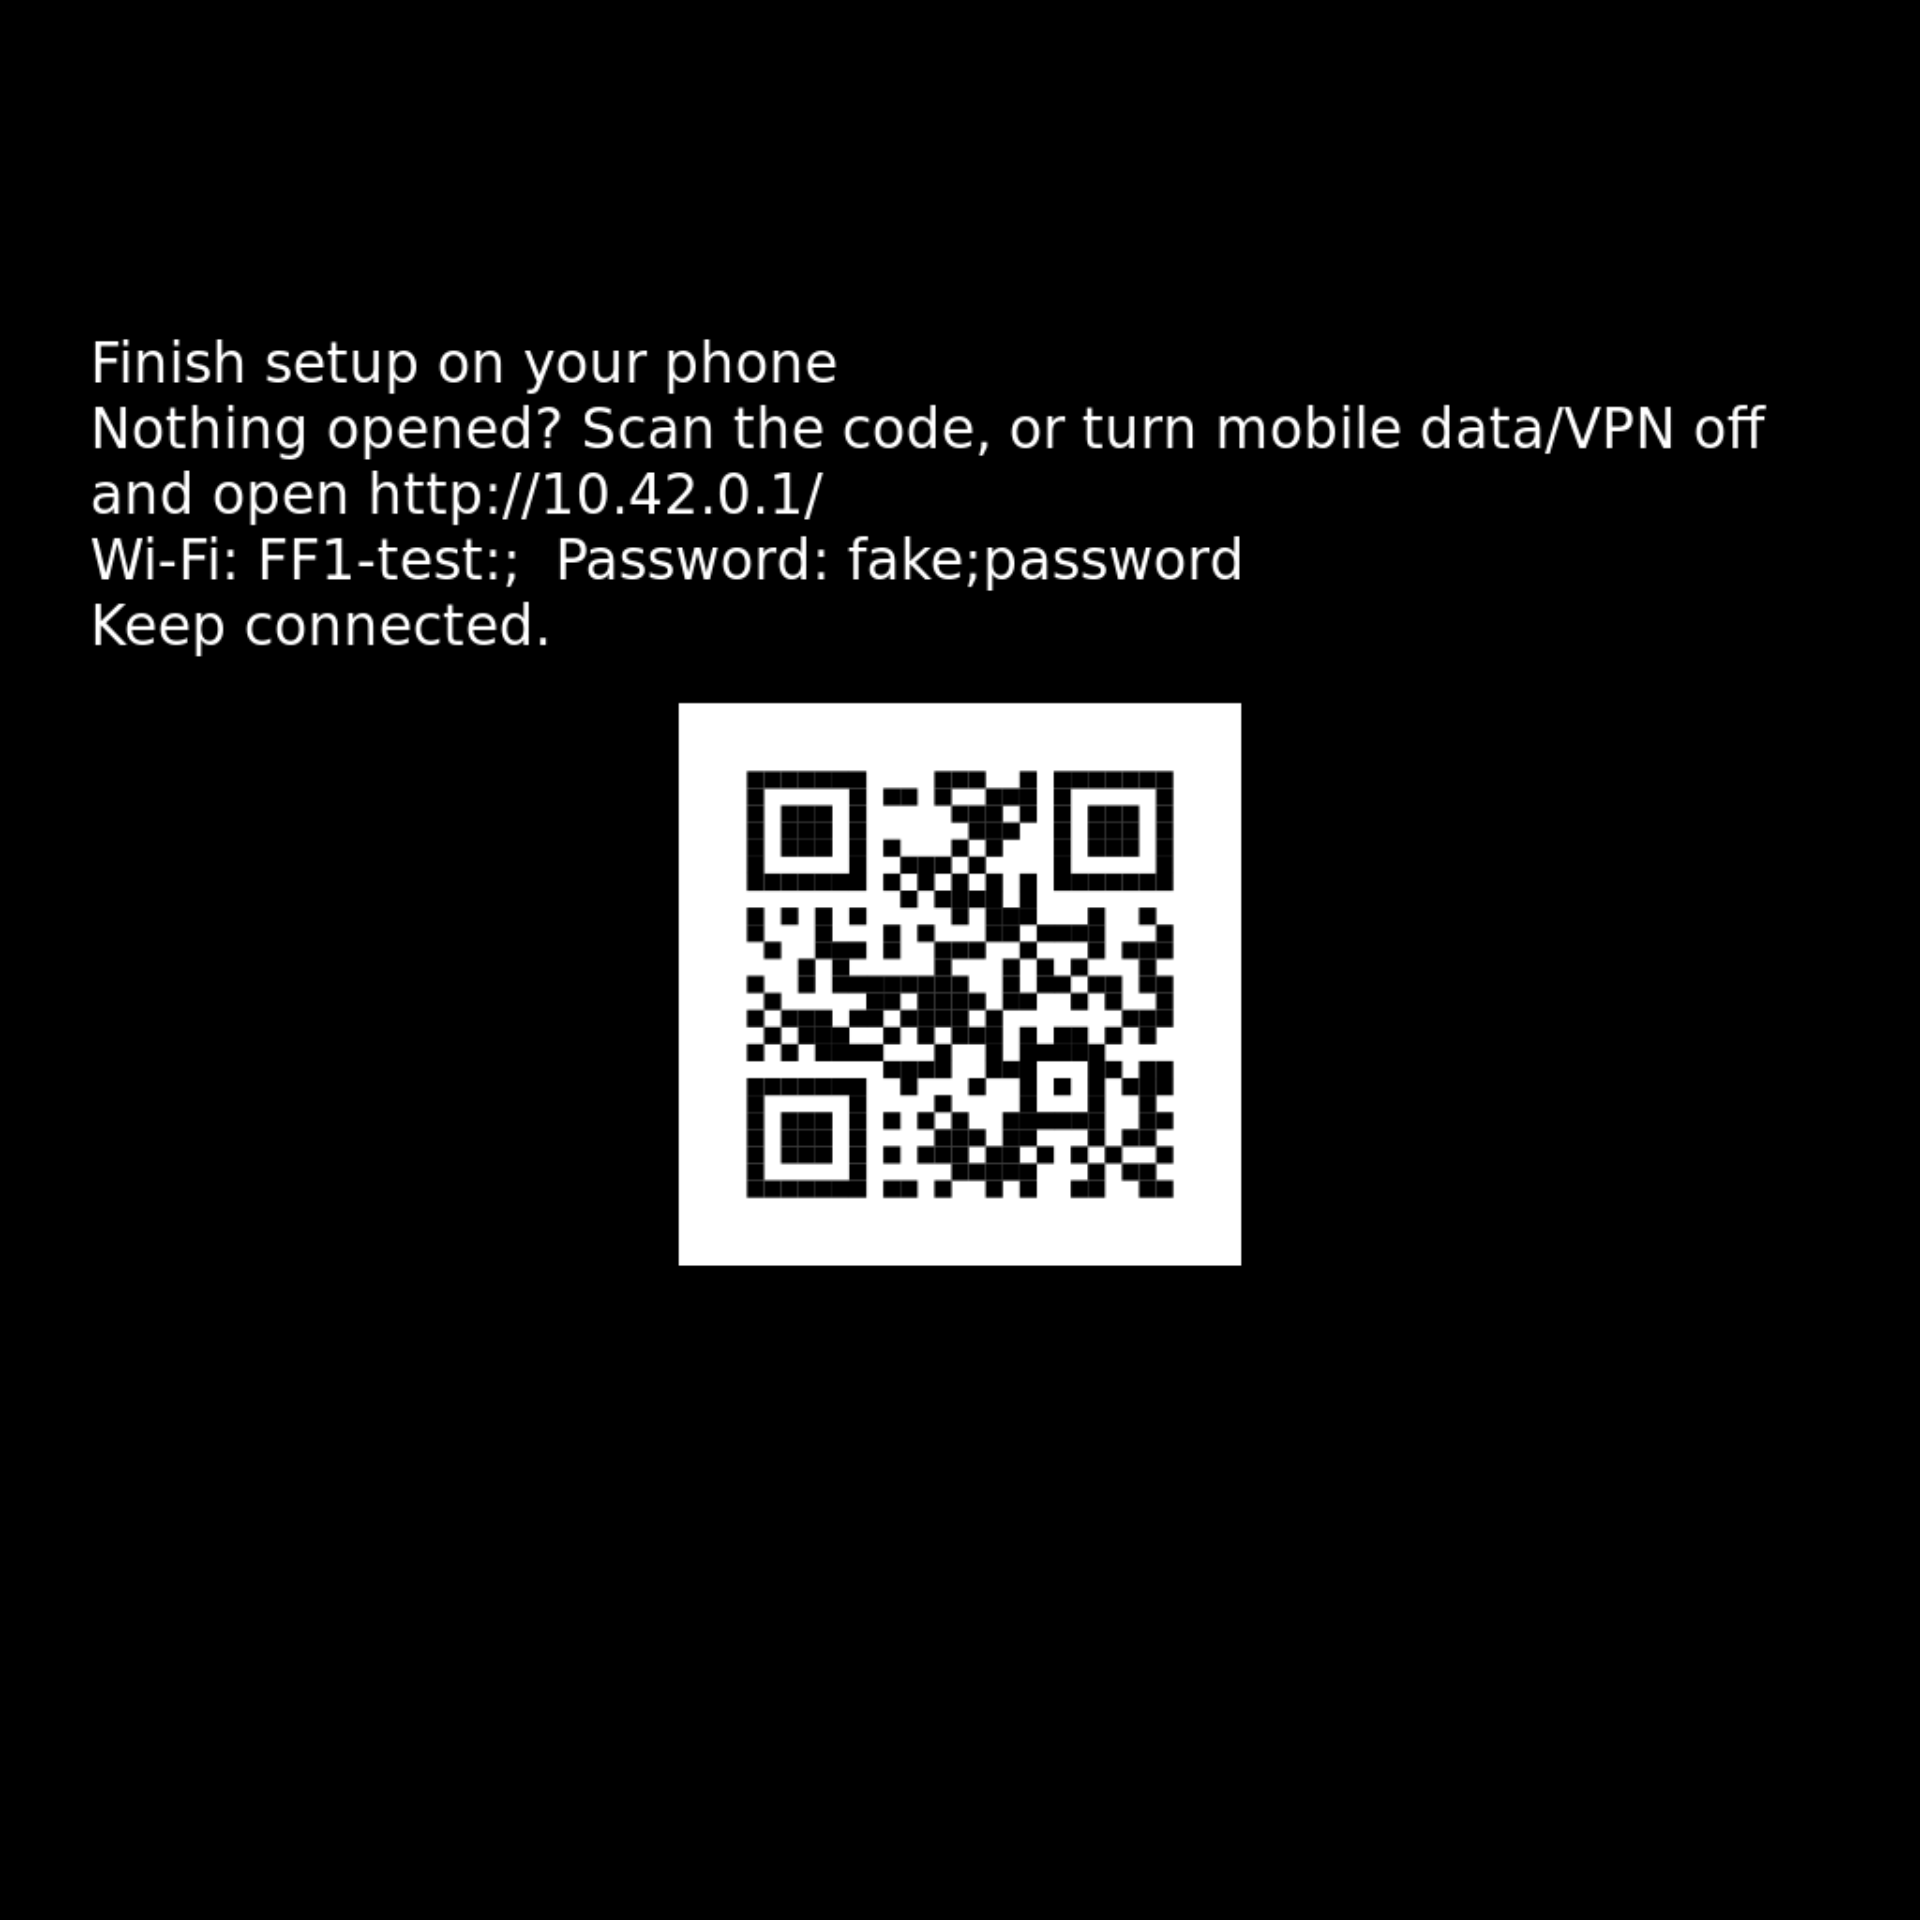 Finish setup on your phone
Nothing opened? Scan the code, or turn mobile data/VPN off
and open http://10.42.0.1/
Wi-Fi: FF1-test:;  Password: fake;password
Keep connected.